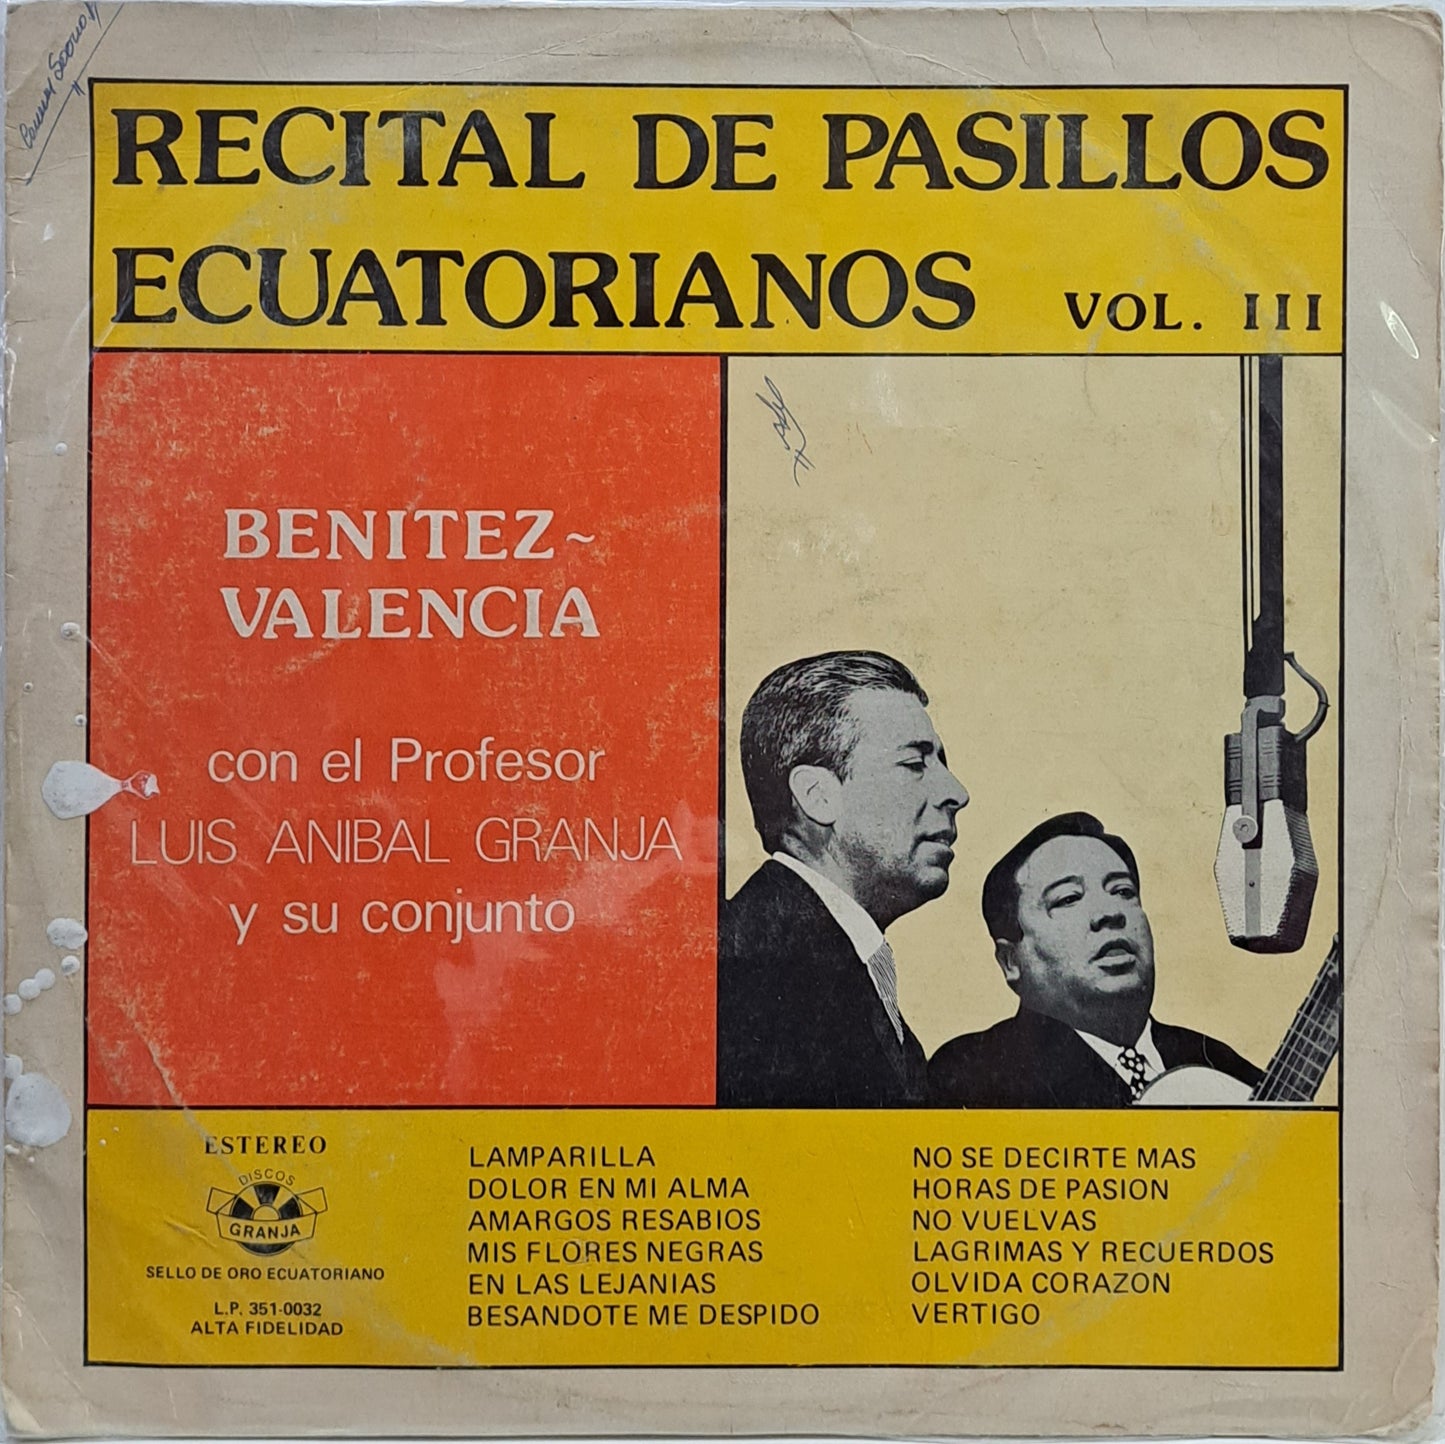 RECITAL DE PASILLOS
ECUATORIANOS VOL. III
BENITEZ~
VALENCIA
con el Profesor
LUIS ANIBAL GRANJA
y su conjunto
ESTEREO
DISCOS
GRANJA
SELLO DE ORO ECUATORIANO
L.P. 351-0032
ALTA FIDELIDAD
LAMPARILLA
DOLOR EN MI ALMA
AMARGOS RESABIOS
MIS FLORES NEGRAS
EN LAS LEJANIAS
BESANDOTE ME DESPIDO
NO SE DECIRTE MAS
HORAS DE PASION
NO VUELVAS
LAGRIMAS Y RECUERDOS
OLVIDA CORAZON
VERTIGO